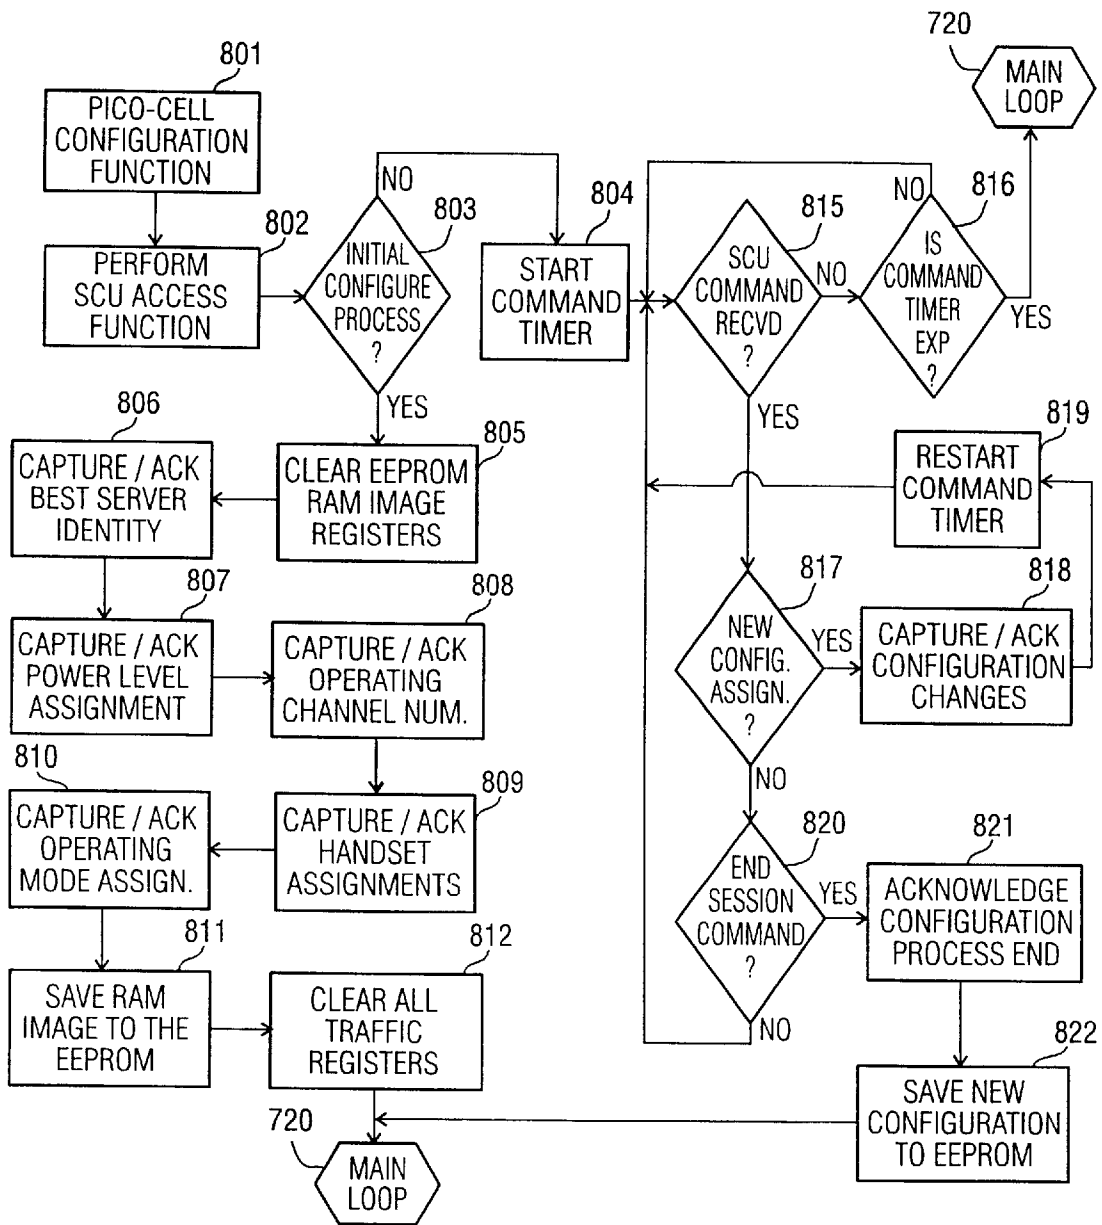 720
MAIN
LOOP
801
PICO-CELL
CONFIGURATION
FUNCTION
802
PERFORM
SCU ACCESS
FUNCTION
NO
803
INITIAL
CONFIGURE
PROCESS
?
YES
804
START
COMMAND
TIMER
815
SCU
COMMAND
RECVD
?
NO
YES
NO
816
IS
COMMAND
TIMER
EXP
?
YES
805
CLEAR EEPROM
RAM IMAGE
REGISTERS
806
CAPTURE / ACK
BEST SERVER
IDENTITY
819
RESTART
COMMAND
TIMER
807
CAPTURE / ACK
POWER LEVEL
ASSIGNMENT
808
CAPTURE / ACK
OPERATING
CHANNEL NUM.
817
NEW
CONFIG.
ASSIGN.
?
YES
NO
818
CAPTURE / ACK
CONFIGURATION
CHANGES
810
CAPTURE / ACK
OPERATING
MODE ASSIGN.
809
CAPTURE / ACK
HANDSET
ASSIGNMENTS
820
END
SESSION
COMMAND
?
YES
NO
821
ACKNOWLEDGE
CONFIGURATION
PROCESS END
811
SAVE RAM
IMAGE TO THE
EEPROM
812
CLEAR ALL
TRAFFIC
REGISTERS
822
SAVE NEW
CONFIGURATION
TO EEPROM
720
MAIN
LOOP